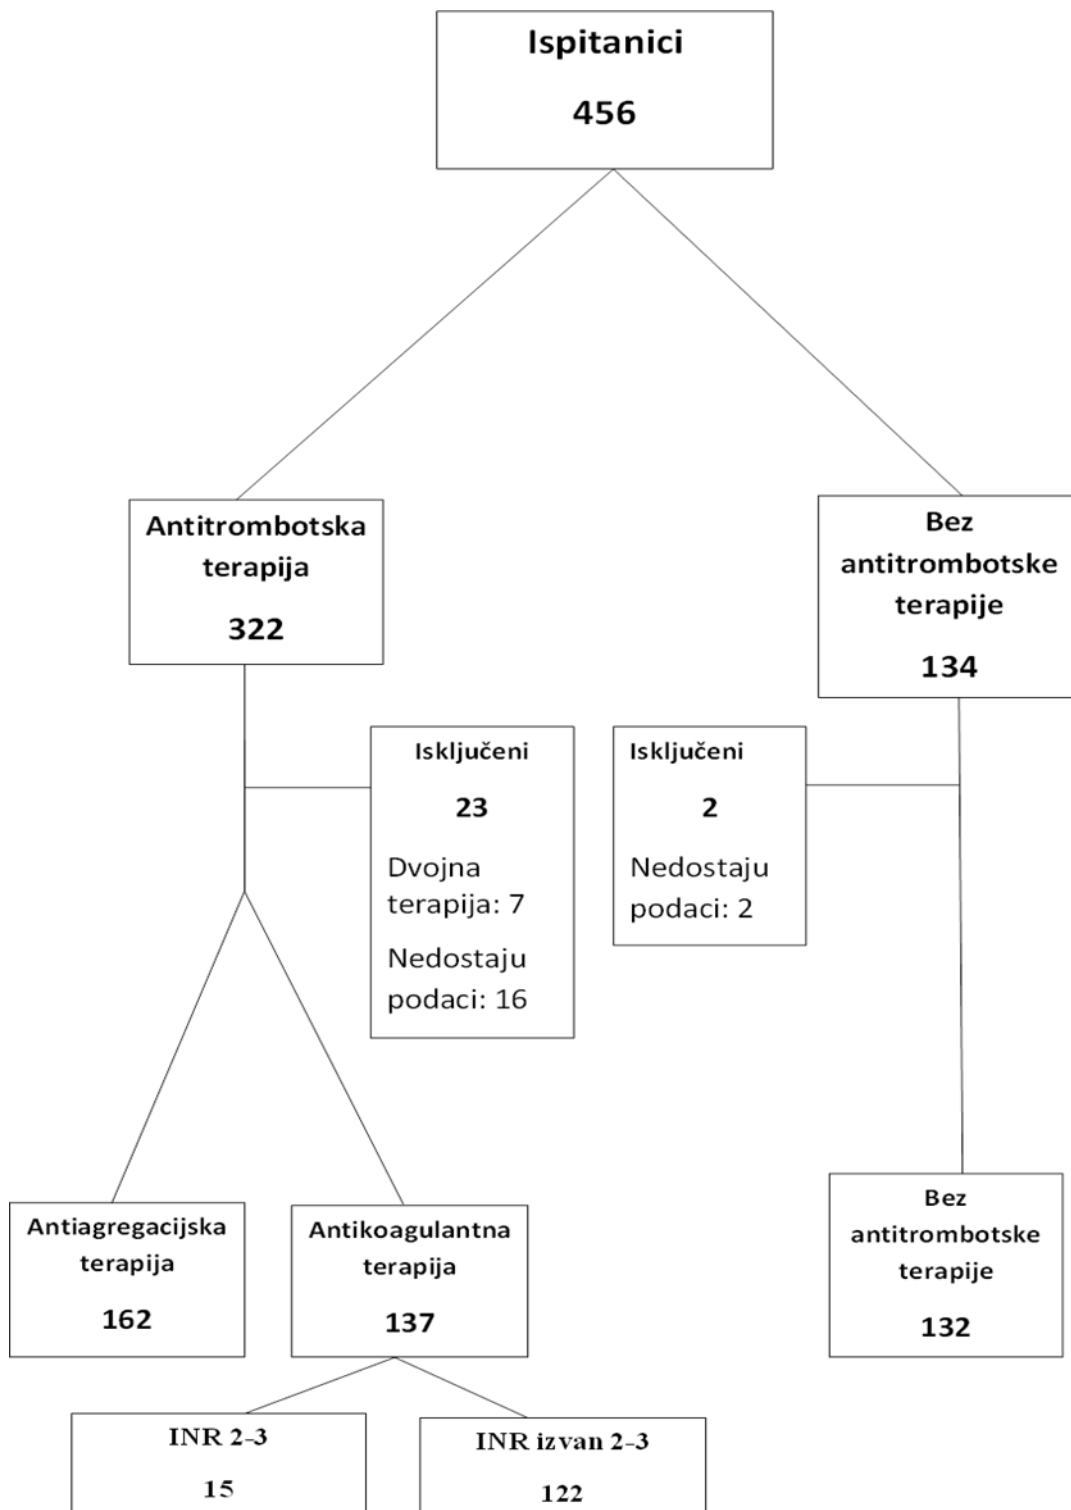 Ispitanici
456
Antitrombotska
terapija
322
Bez
antitrombotske
terapije
134
Isključeni
23
Dvojna
terapija: 7
Nedostaju
podaci: 16
Isključeni
2
Nedostaju
podaci: 2
Antiagregacijska
terapija
162
Antikoagulantna
terapija
137
Bez
antitrombotske
terapije
132
INR 2-3
15
INR izvan 2-3
122